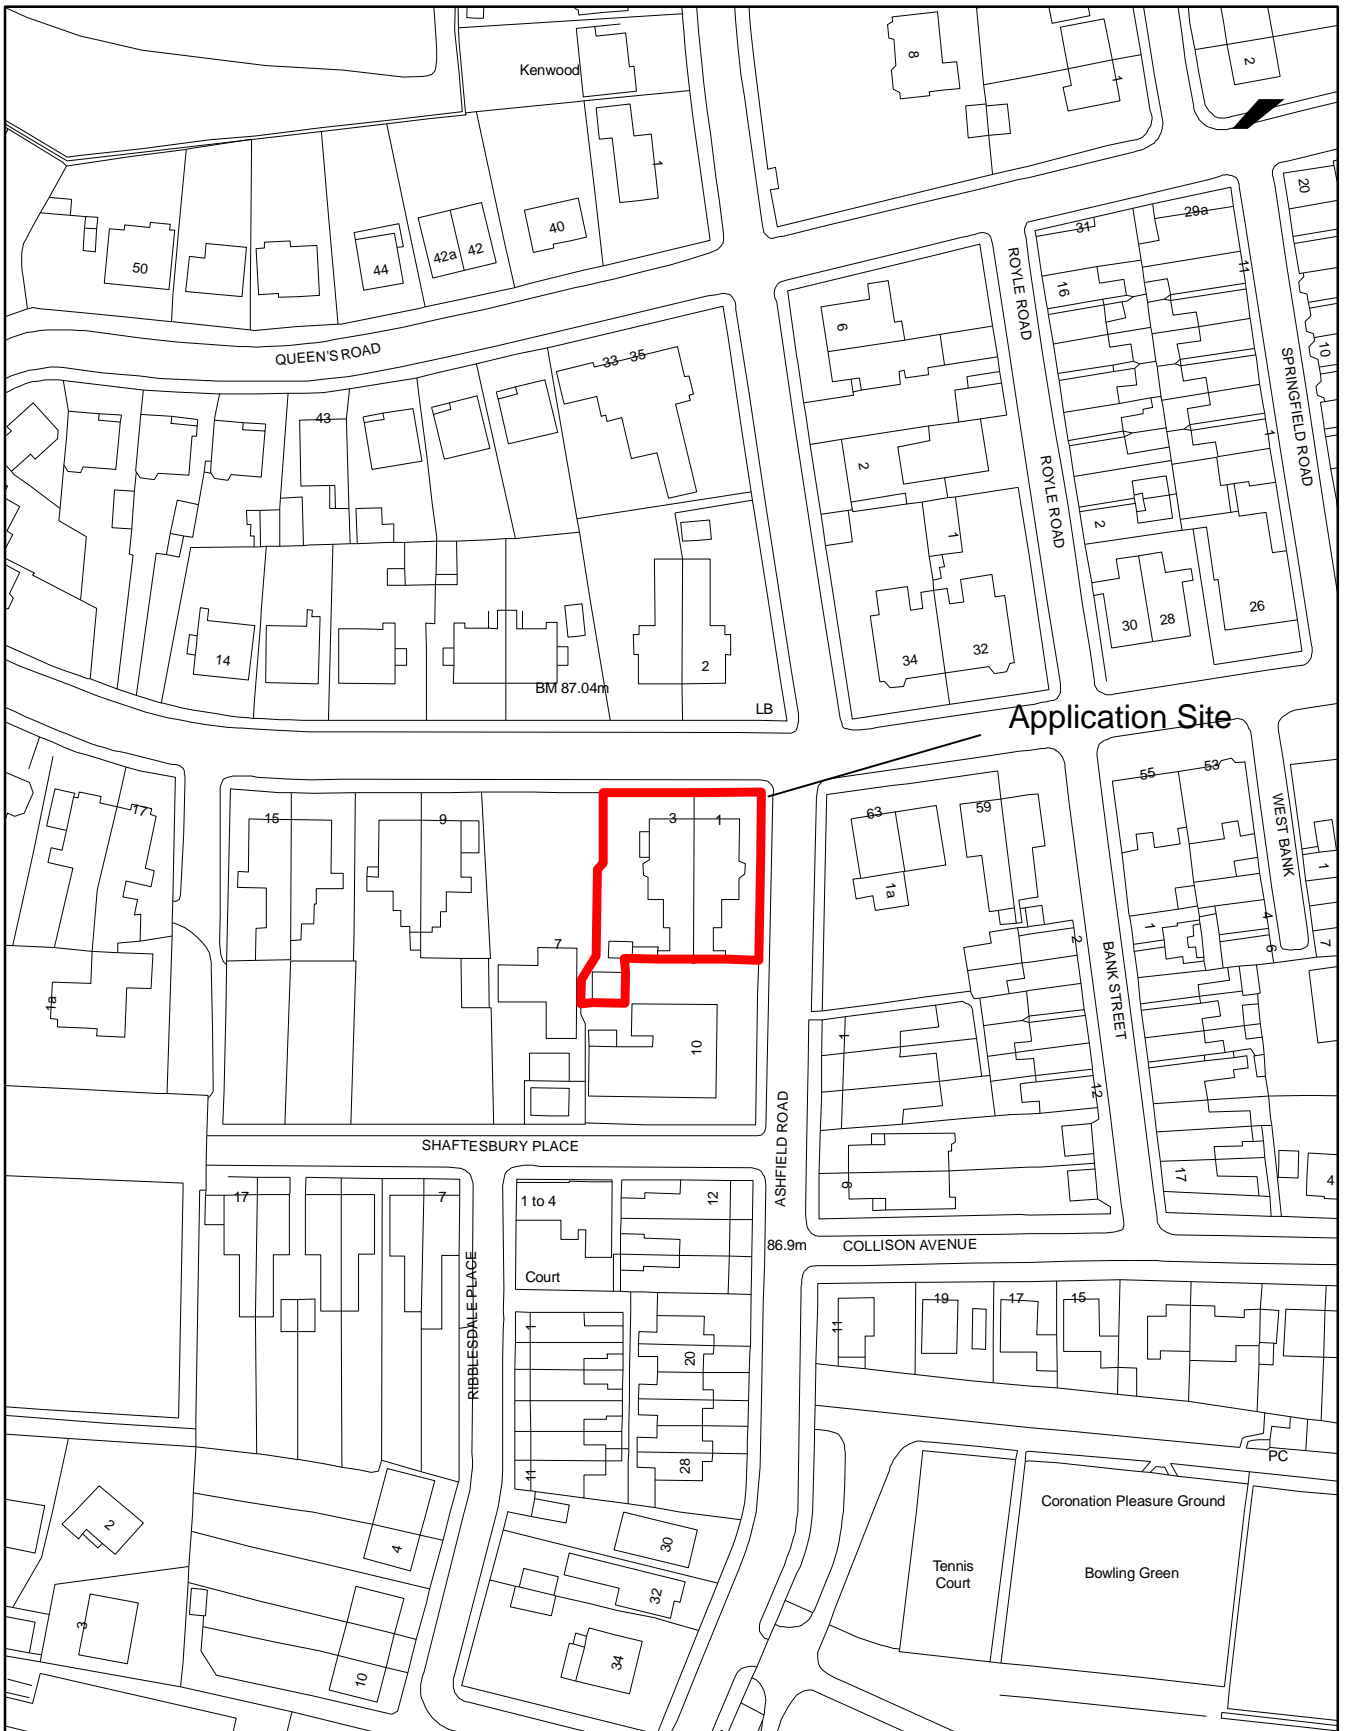 Kenwood
8
1
2
1
20
50
44
42a
42
40
31
29a
11
16
ROYLE ROAD
6
QUEEN'S ROAD
33
35
10
SPRINGFIELD ROAD
43
1
2
ROYLE ROAD
2
1
26
30
28
14
2
34
32
BM 87.04m
LB
Application Site
55
53
WEST BANK
17
15
9
3
1
63
59
1a
1
4
6
7
1
2
BANK STREET
7
1a
10
1
12
ASHFIELD ROAD
SHAFTESBURY PLACE
6
17
4
17
7
1 to 4
12
86.9m
COLLISON AVENUE
RIBBLESDALE PLACE
Court
1
20
11
19
17
15
11
28
PC
Coronation Pleasure Ground
2
4
30
Tennis
Court
Bowling Green
32
3
10
34